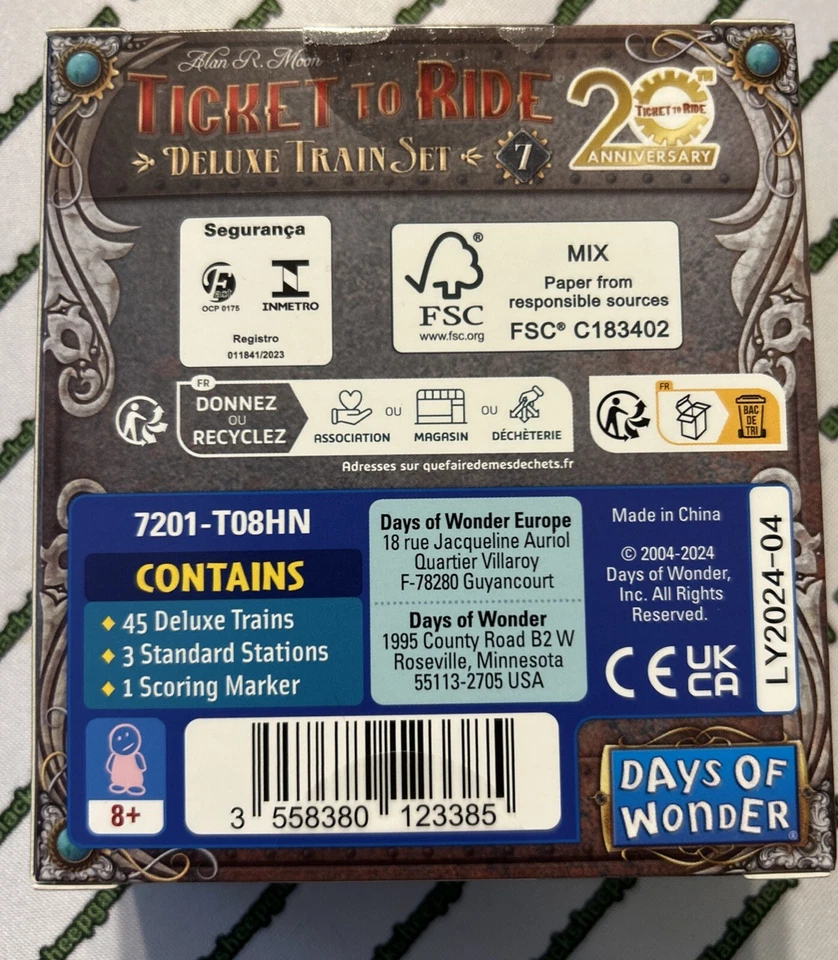 Alan R. Moon
TICKET TO RIDE®
DELUXE TRAIN SET
7
20™
TICKET TO RIDE
ANNIVERSARY
Segurança
OCP 0175
INMETRO
Registro
011841/2023
FSC®
www.fsc.org
MIX
Paper from
responsible sources
FSC® C183402
FR
DONNEZ
OU
RECYCLEZ
ASSOCIATION
OU
MAGASIN
OU
DÉCHÈTERIE
Adresses sur quefairedemesdechets.fr
FR
BAC
DE
TRI
7201-T08HN
CONTAINS
45 Deluxe Trains
3 Standard Stations
1 Scoring Marker
Days of Wonder Europe
18 rue Jacqueline Auriol
Quartier Villaroy
F-78280 Guyancourt
Days of Wonder
1995 County Road B2 W
Roseville, Minnesota
55113-2705 USA
Made in China
© 2004-2024
Days of Wonder,
Inc. All Rights
Reserved.
CE UK
CA
LY2024-04
8+
3 558380 123385
DAYS OF
WONDER®